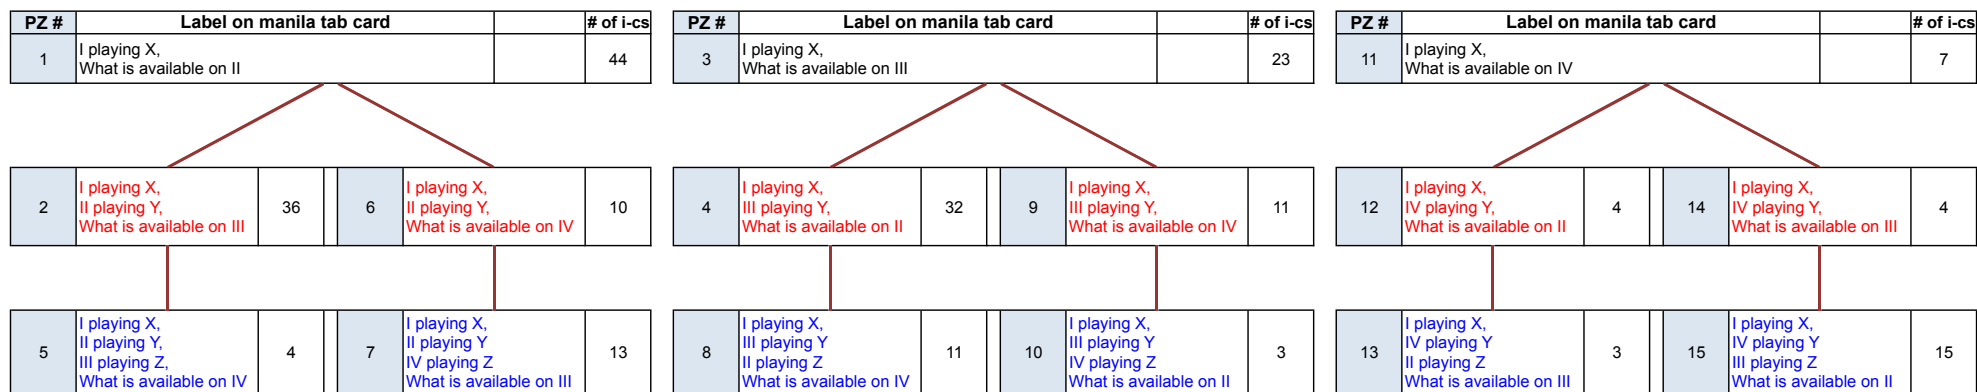 PZ # Label on manila tab card # of i-cs PZ # Label on manila tab card # of i-cs PZ # Label on manila tab card # of i-cs
1
I playing X,
What is available on II
44
3
I playing X,
What is available on III
23
11
I playing X,
What is available on IV
7
2
I playing X,
II playing Y,
What is available on III
36
6
I playing X,
II playing Y,
What is available on IV
10
4
I playing X,
III playing Y,
What is available on II
32
9
I playing X,
III playing Y,
What is available on IV
11
12
I playing X,
IV playing Y,
What is available on II
4
14
I playing X,
IV playing Y,
What is available on III
4
5
I playing X,
II playing Y,
III playing Z,
What is available on IV
4
7
I playing X,
II playing Y
IV playing Z
What is available on III
13
8
I playing X,
III playing Y
II playing Z
What is available on IV
11
10
I playing X,
III playing Y
IV playing Z
What is available on II
3
13
I playing X,
IV playing Y
II playing Z
What is available on III
3
15
I playing X,
IV playing Y
III playing Z
What is available on II
15